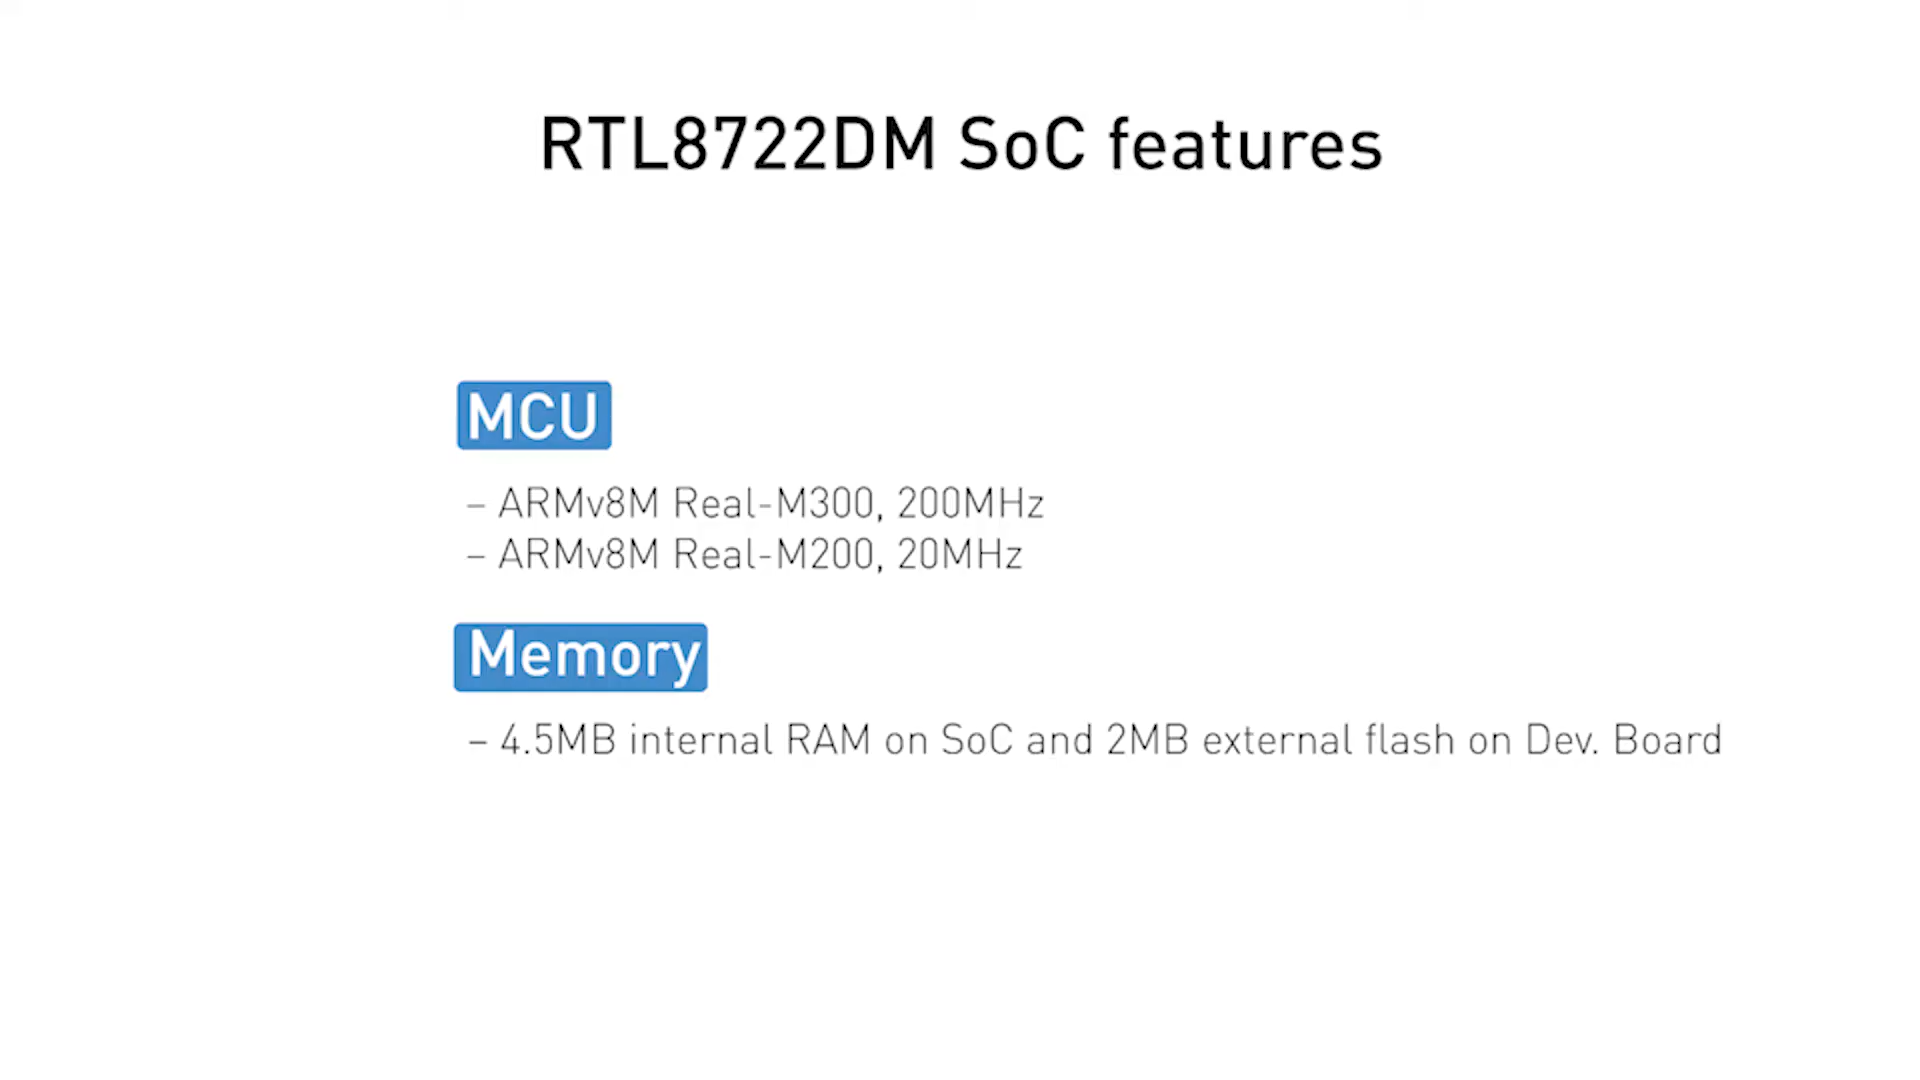 RTL8722DM SoC features
MCU
– ARMv8M Real-M300, 200MHz
– ARMv8M Real-M200, 20MHz
Memory
– 4.5MB internal RAM on SoC and 2MB external flash on Dev. Board